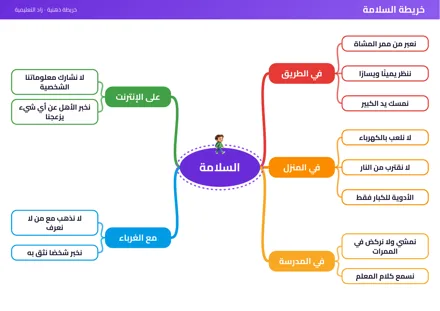 خريطة السلامة
خريطة ذهنية · زاد التعليمية
السلامة
في الطريق
نعبر من ممر المشاة
ننظر يمينًا ويسارًا
نمسك يد الكبير
في المنزل
لا نلعب بالكهرباء
لا نقترب من النار
الأدوية للكبار فقط
في المدرسة
نمشي ولا نركض في
الممرات
نسمع كلام المعلم
على الإنترنت
لا نشارك معلوماتنا
الشخصية
نخبر الأهل عن أي شيء
يزعجنا
مع الغرباء
لا نذهب مع من لا
نعرف
نخبر شخصًا نثق به